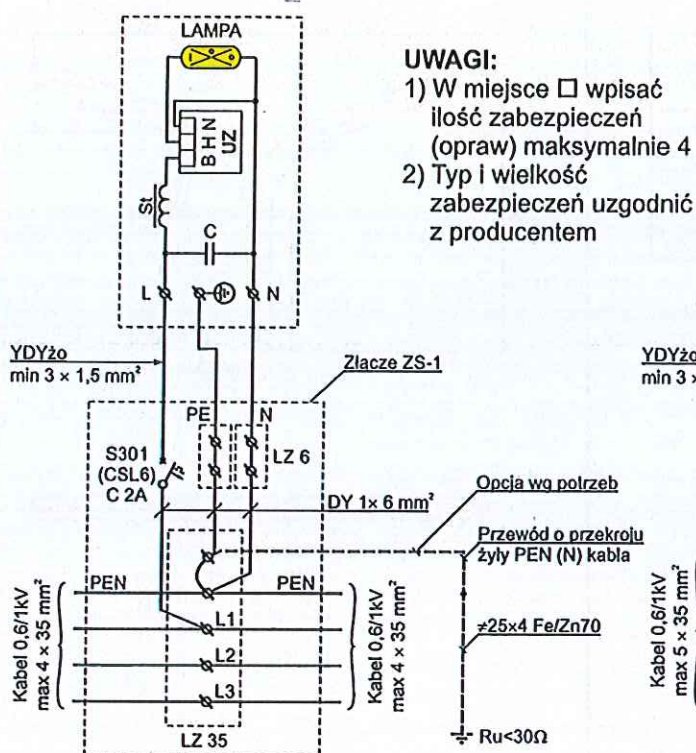 LAMPA
B H N
UZ
St
C
L
N
UWAGI:
1) W miejsce □ wpisać
ilość zabezpieczeń
(opraw) maksymalnie 4
2) Typ i wielkość
zabezpieczeń uzgodnić
z producentem
YDYżo
min 3 × 1,5 mm²
Złącze ZS-1
YDYżo
min 3 ×
PE
N
S301
(CSL6)
C 2A
LZ 6
DY 1× 6 mm²
Opcja wg potrzeb
Przewód o przekroju
żyły PEN (N) kabla
PEN
PEN
L1
L2
L3
Kabel 0,6/1kV
max 4 × 35 mm²
Kabel 0,6/1kV
max 4 × 35 mm²
≠25×4 Fe/Zn70
Kabel 0,6/1kV
max 5 × 35 mm²
LZ 35
Ru<30Ω